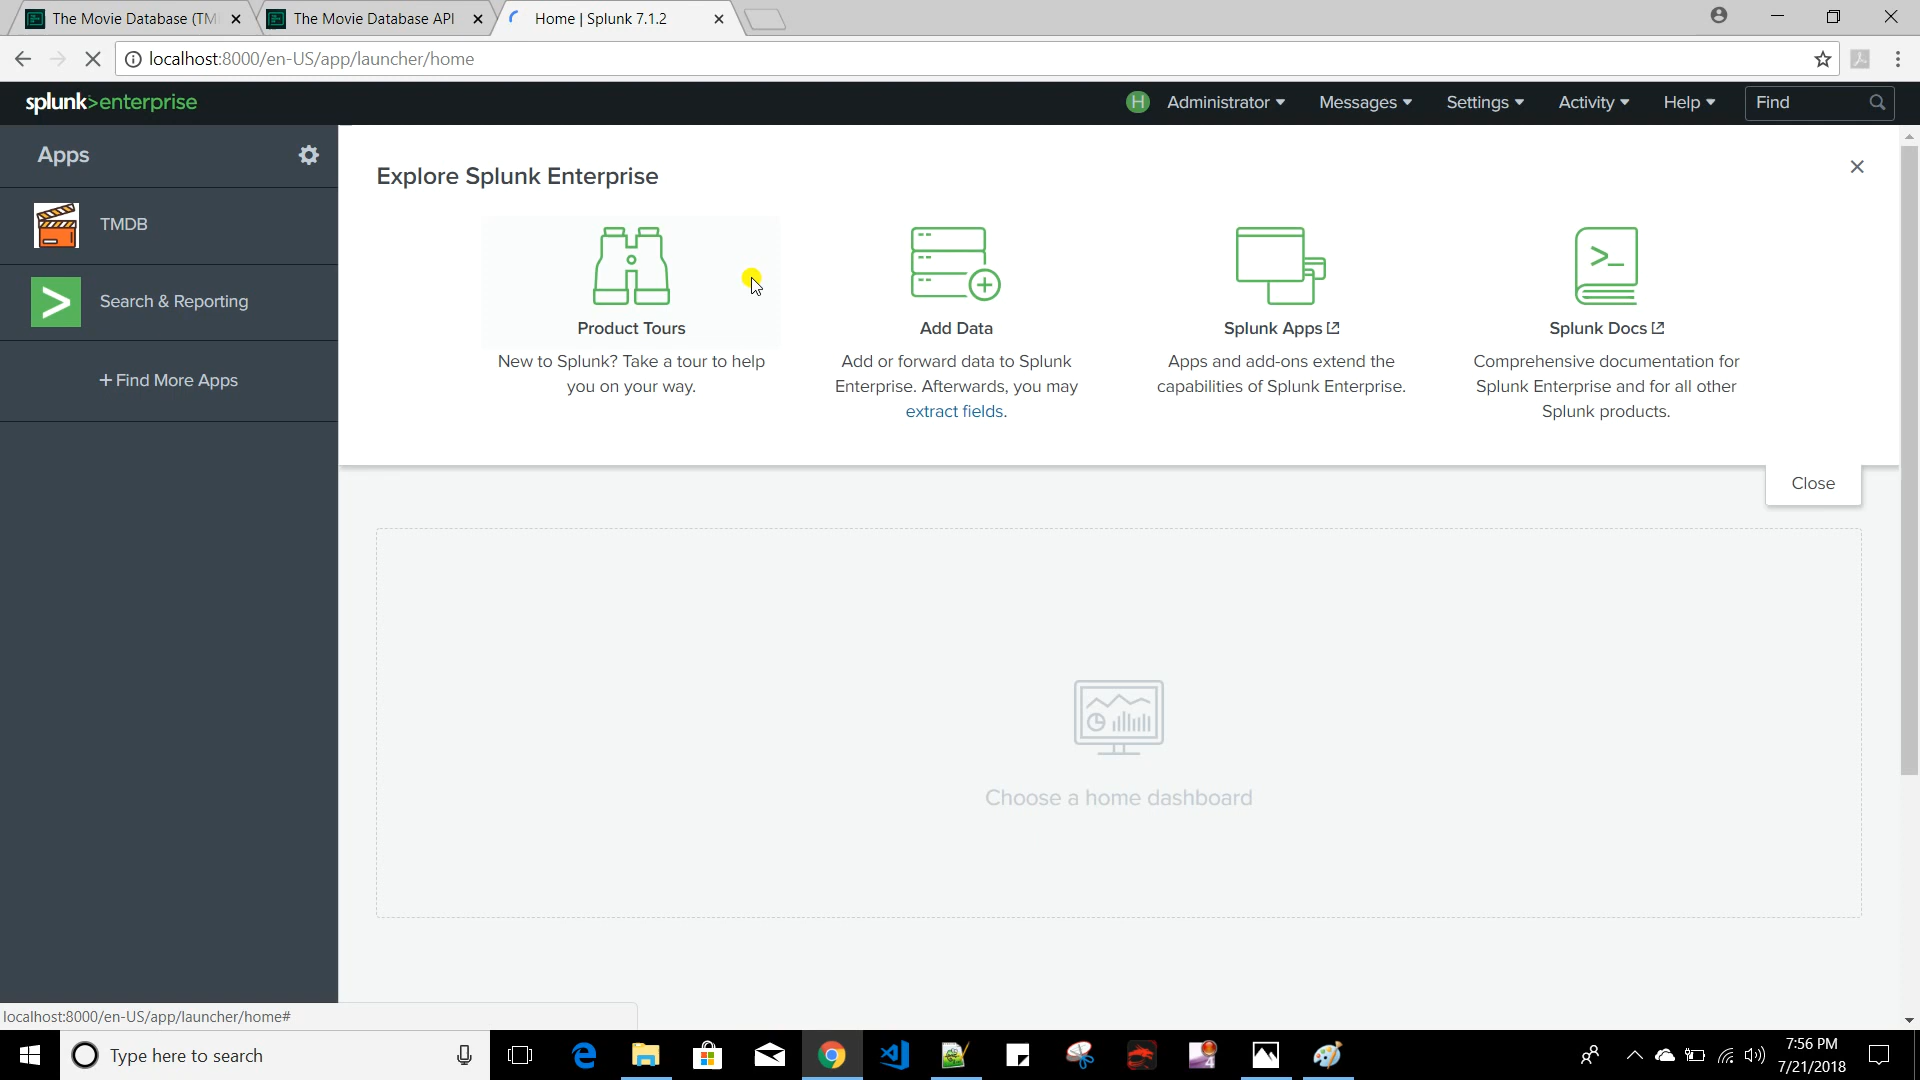 The Movie Database (TM
The Movie Database API
Home | Splunk 7.1.2
localhost:8000/en-US/app/launcher/home
splunk>enterprise
H Administrator Messages Settings Activity Help Find
Apps
TMDB
Search & Reporting
+ Find More Apps
Explore Splunk Enterprise
Product Tours
New to Splunk? Take a tour to help
you on your way.
Add Data
Add or forward data to Splunk
Enterprise. Afterwards, you may
extract fields.
Splunk Apps
Apps and add-ons extend the
capabilities of Splunk Enterprise.
Splunk Docs
Comprehensive documentation for
Splunk Enterprise and for all other
Splunk products.
Close
Choose a home dashboard
localhost:8000/en-US/app/launcher/home#
Type here to search
7:56 PM
7/21/2018